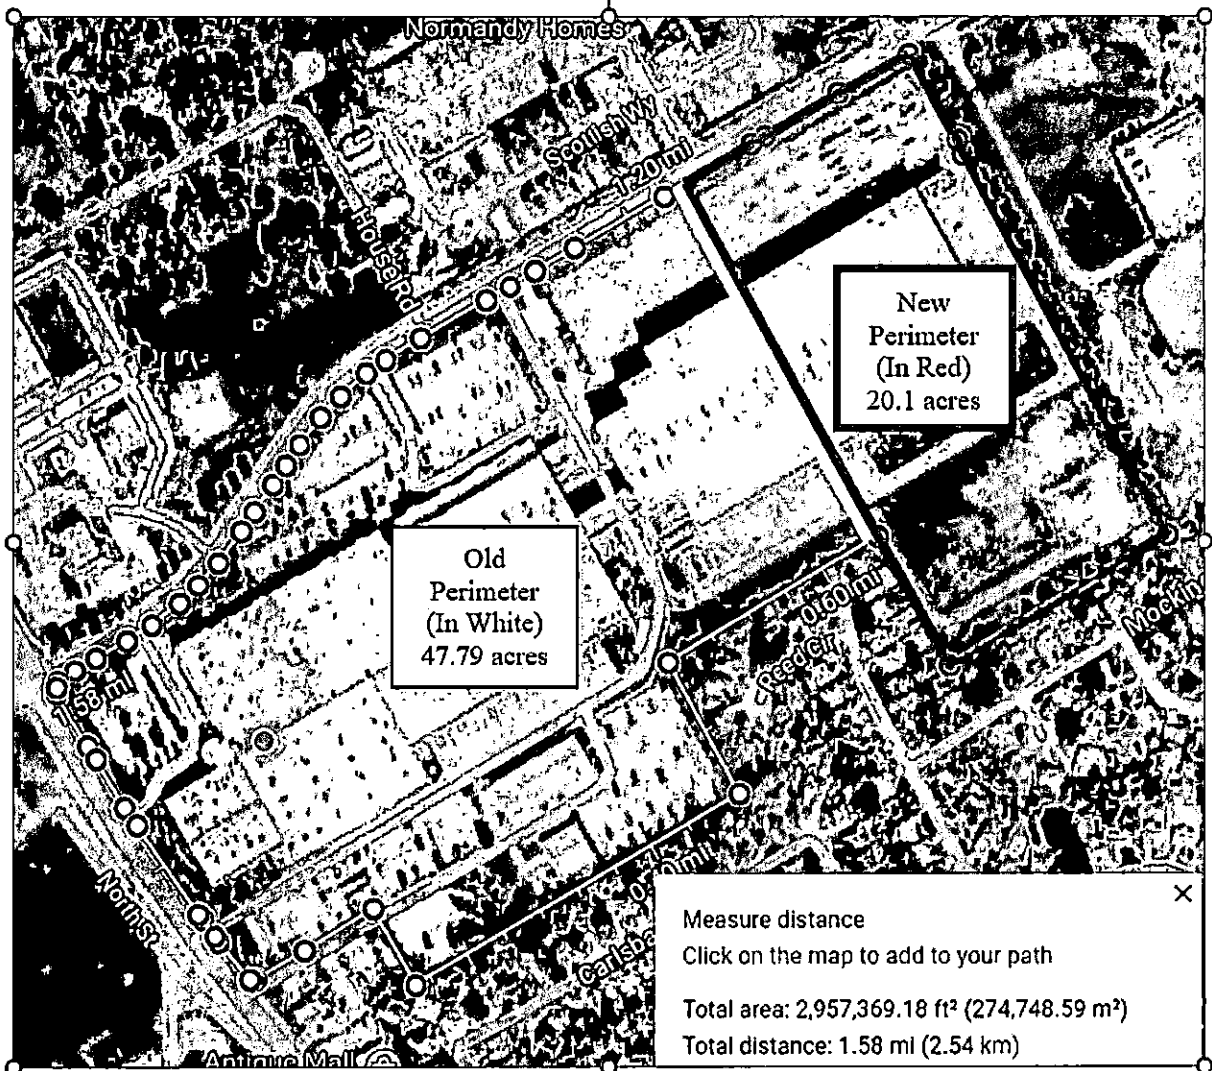 Normandy Homes
Scottish Wy
1.20 mi
House Rd
New
Perimeter
(In Red)
20.1 acres
Old
Perimeter
(In White)
47.79 acres
0.60 mi
Reed Cir
Mockin
1.58 mi
North St
Carlsba
Measure distance
Click on the map to add to your path
Total area: 2,957,369.18 ft² (274,748.59 m²)
Total distance: 1.58 mi (2.54 km)
Antique Mall